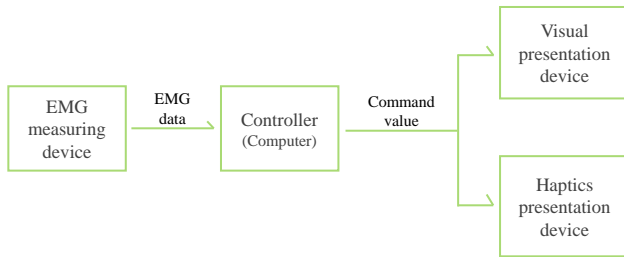 EMG
measuring
device
EMG
data
Controller
(Computer)
Command
value
Visual
presentation
device
Haptics
presentation
device